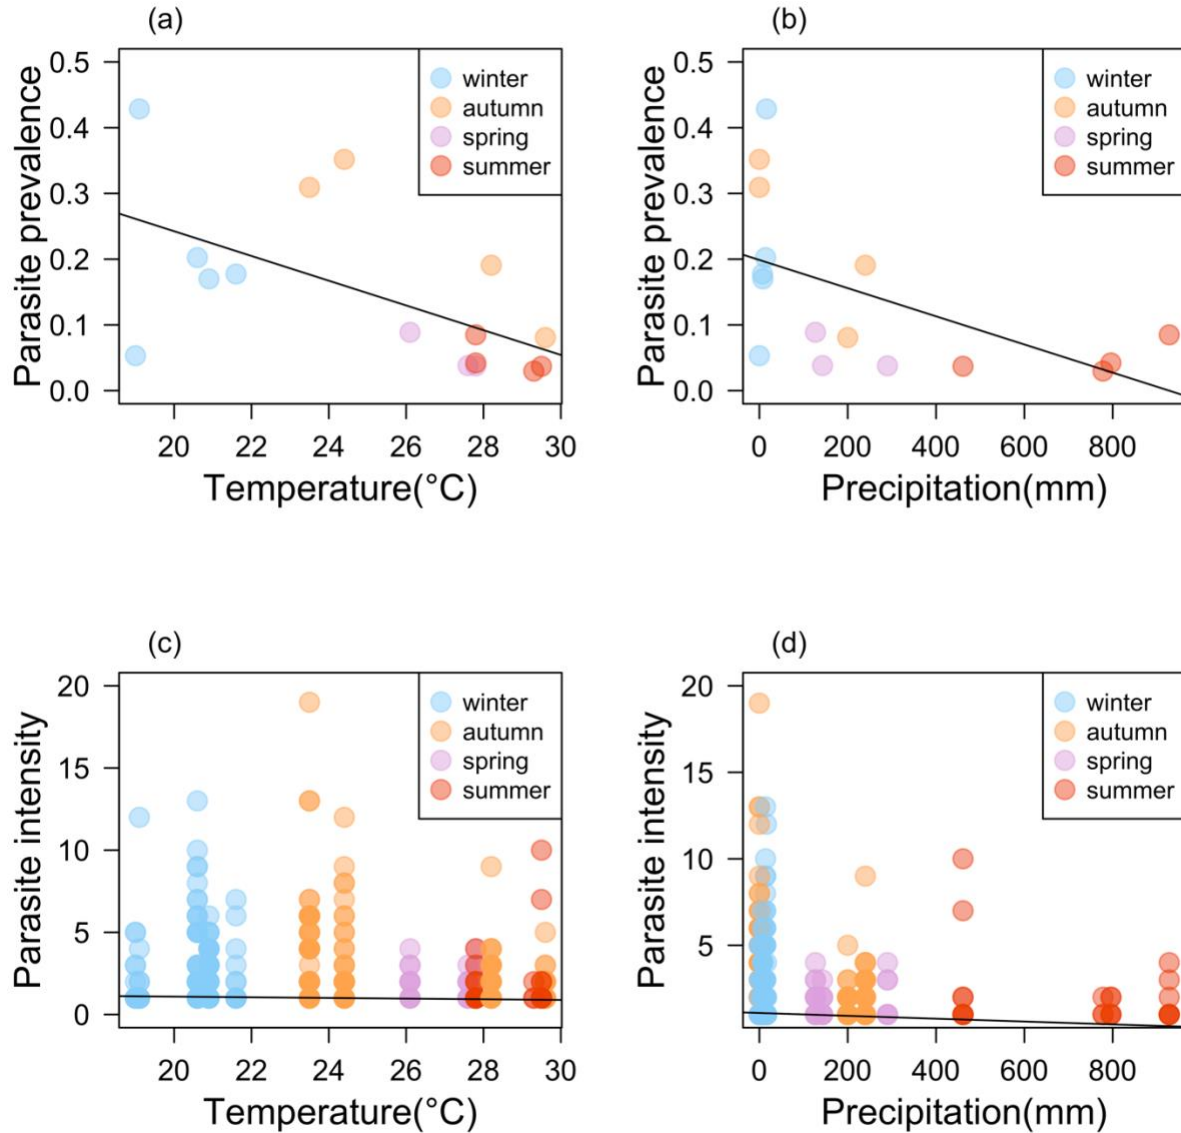 (a)
Parasite prevalence
0.5
0.4
0.3
0.2
0.1
0.0
winter
autumn
spring
summer
20 22 24 26 28 30
Temperature(°C)
(b)
Parasite prevalence
0.5
0.4
0.3
0.2
0.1
0.0
winter
autumn
spring
summer
0 200 400 600 800
Precipitation(mm)
(c)
Parasite intensity
20
15
10
5
0
winter
autumn
spring
summer
20 22 24 26 28 30
Temperature(°C)
(d)
Parasite intensity
20
15
10
5
winter
autumn
spring
summer
0 200 400 600 800
Precipitation(mm)